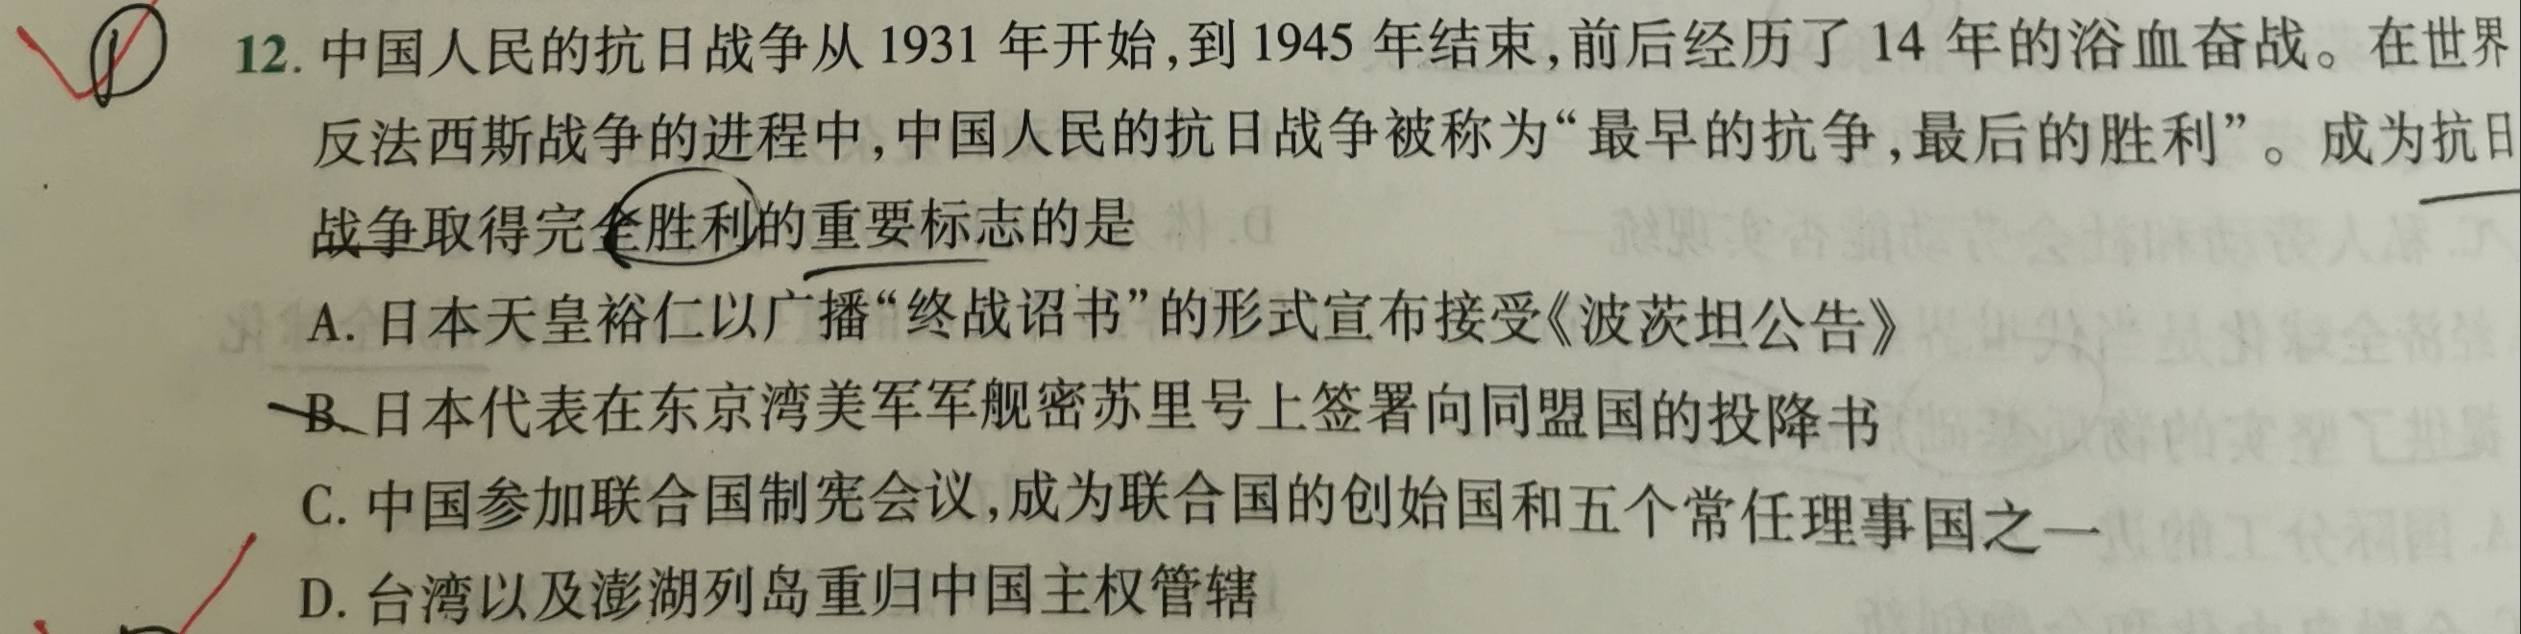 D
12. 中国人民的抗日战争从 1931 年开始,到 1945 年结束,前后经历了 14 年的浴血奋战。在世界
反法西斯战争的进程中,中国人民的抗日战争被称为“最早的抗争,最后的胜利”。成为抗日
战争取得完全胜利的重要标志的是
A. 日本天皇裕仁以广播“终战诏书”的形式宣布接受《波茨坦公告》
B. 日本代表在东京湾美军军舰密苏里号上签署向同盟国的投降书
C. 中国参加联合国制宪会议,成为联合国的创始国和五个常任理事国之一
D. 台湾以及澎湖列岛重归中国主权管辖